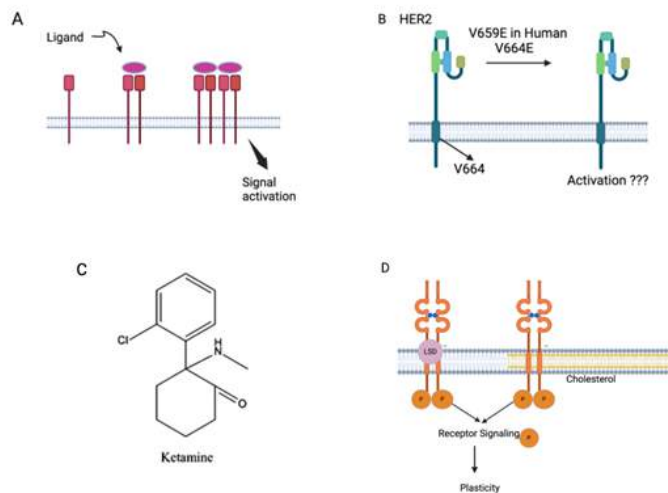 A
Ligand
Signal
activation
B HER2
V659E in Human
V664E
V664
Activation ???
C
Cl
H
N
O
Ketamine
D
LSD
Cholesterol
P P P P
Receptor Signaling P
Plasticity